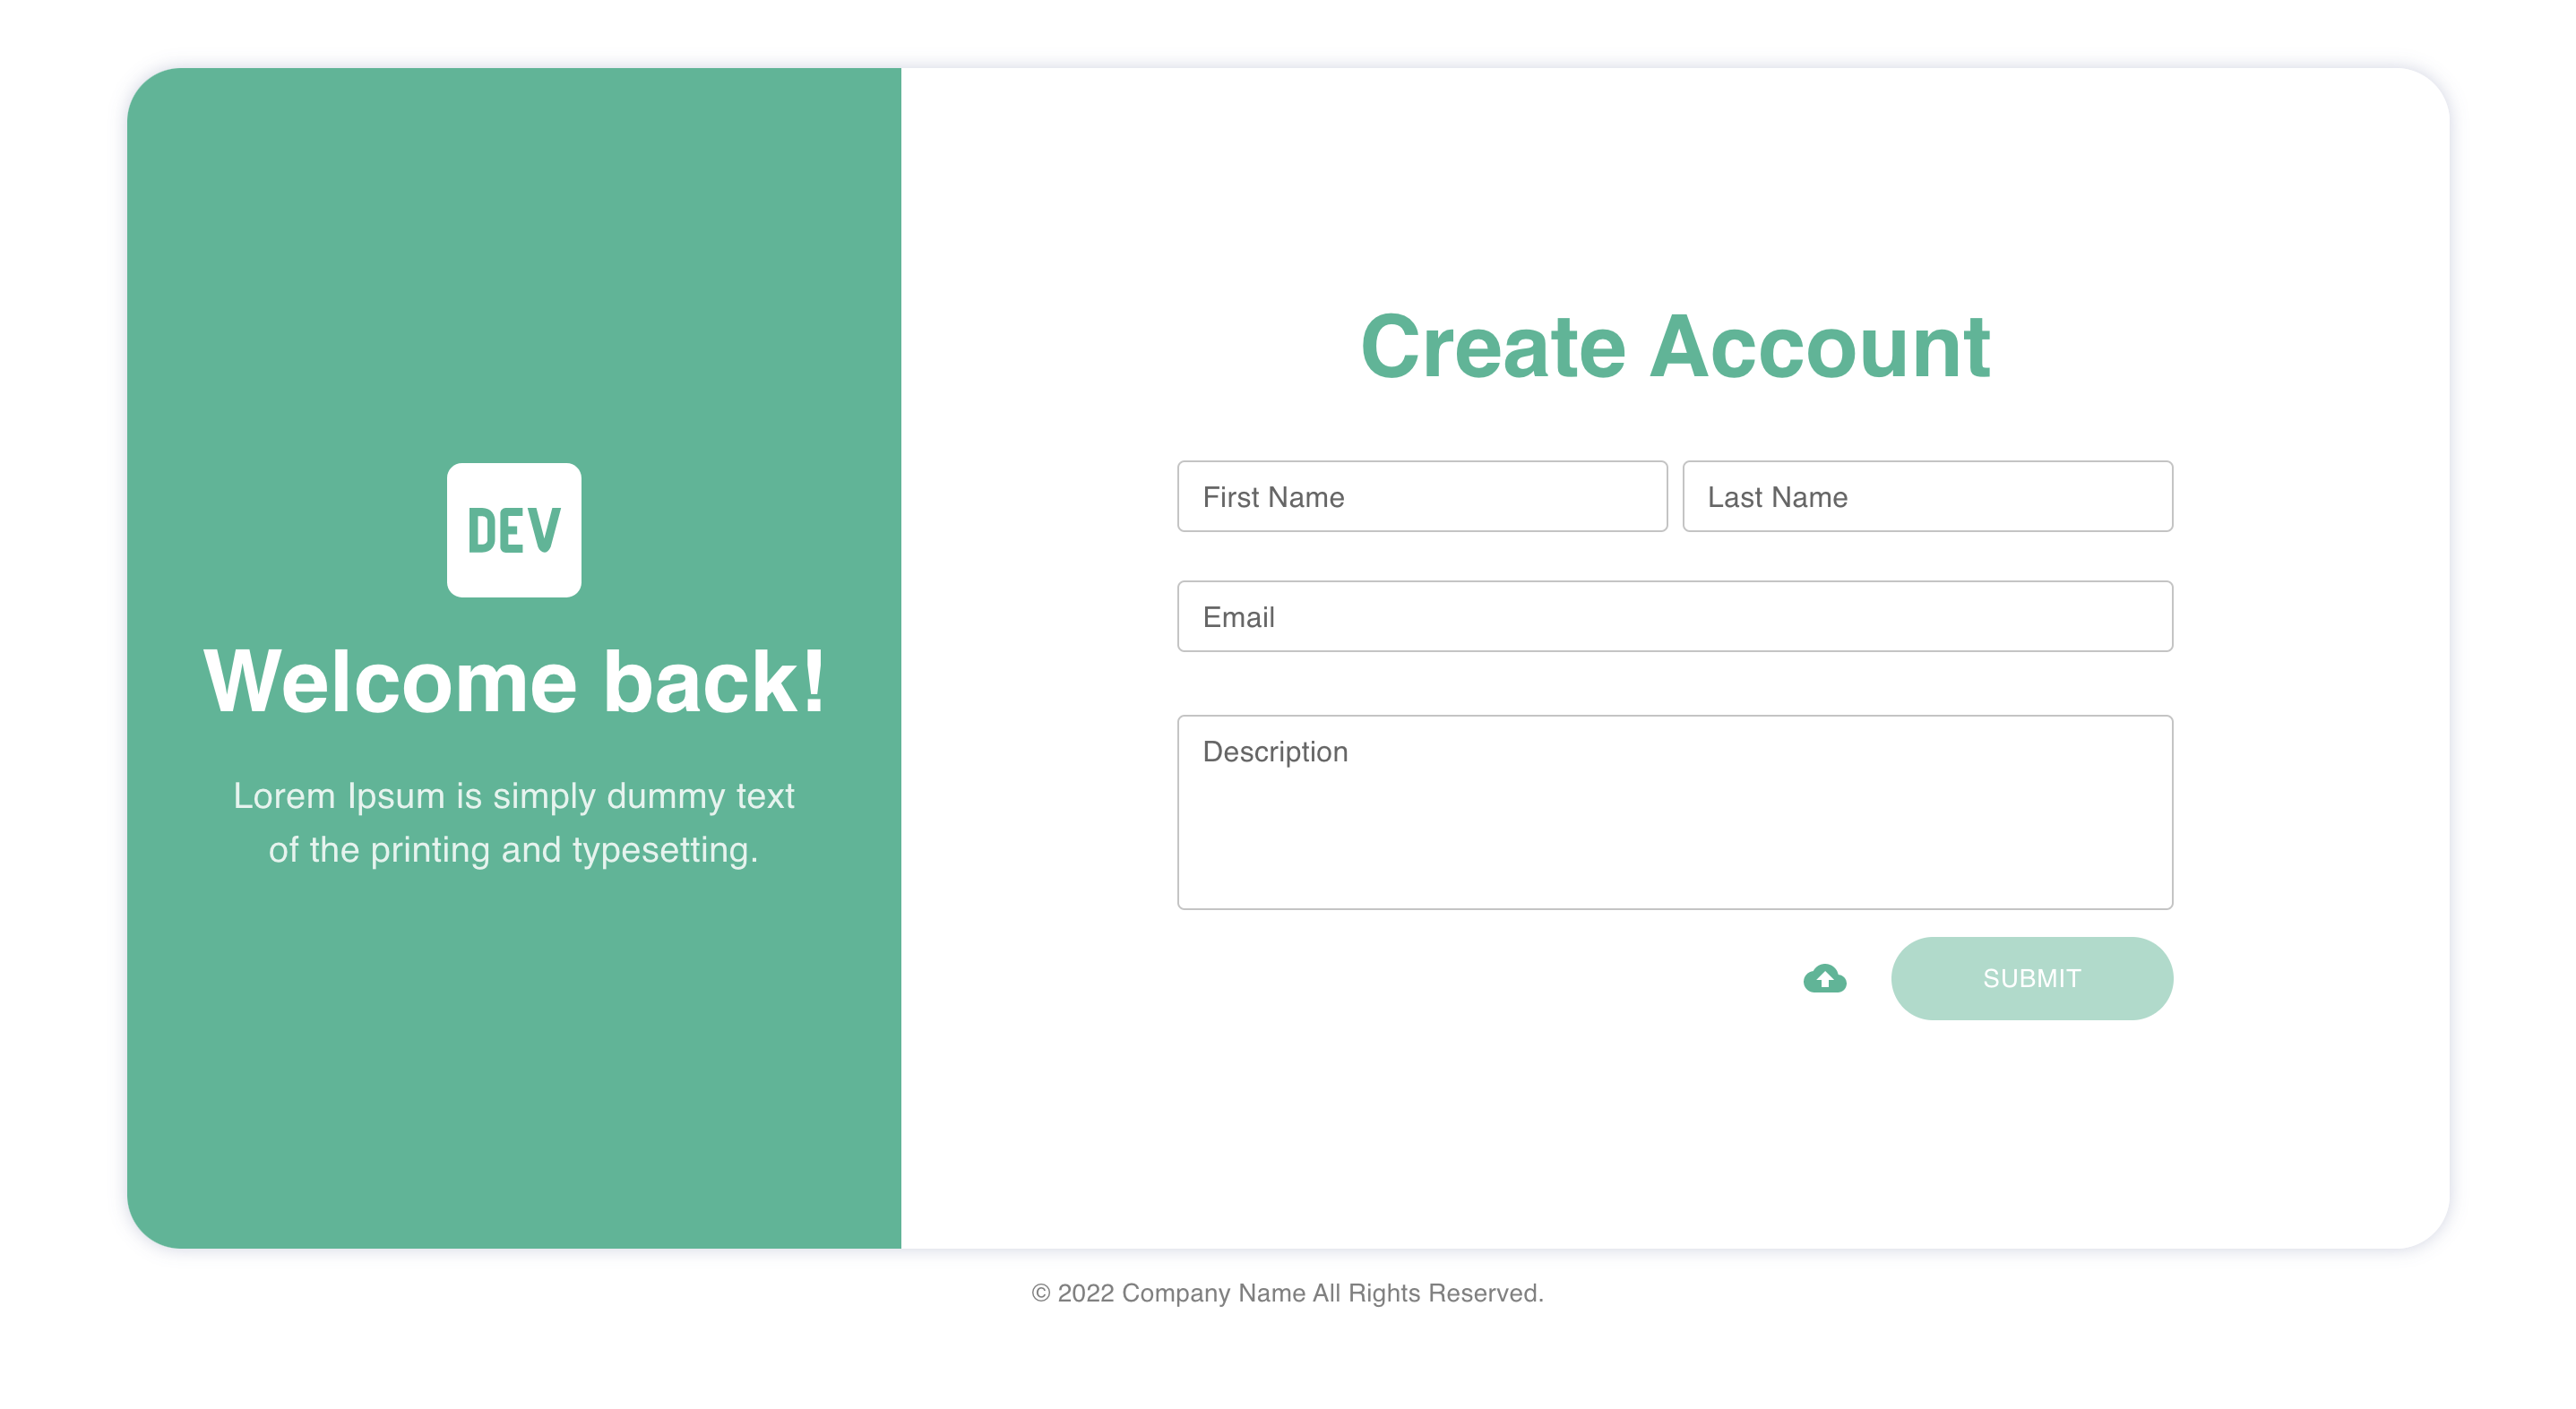 DEV
Welcome back!
Lorem Ipsum is simply dummy text
of the printing and typesetting.
Create Account
First Name
Last Name
Email
Description
SUBMIT
© 2022 Company Name All Rights Reserved.